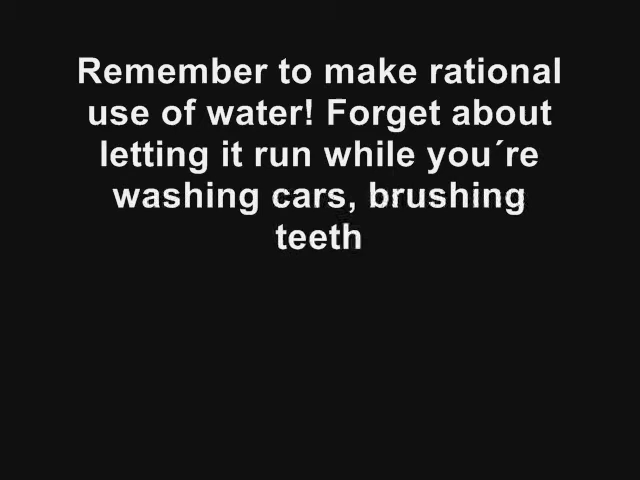 Remember to make rational
use of water! Forget about
letting it run while you´re
washing cars, brushing
teeth